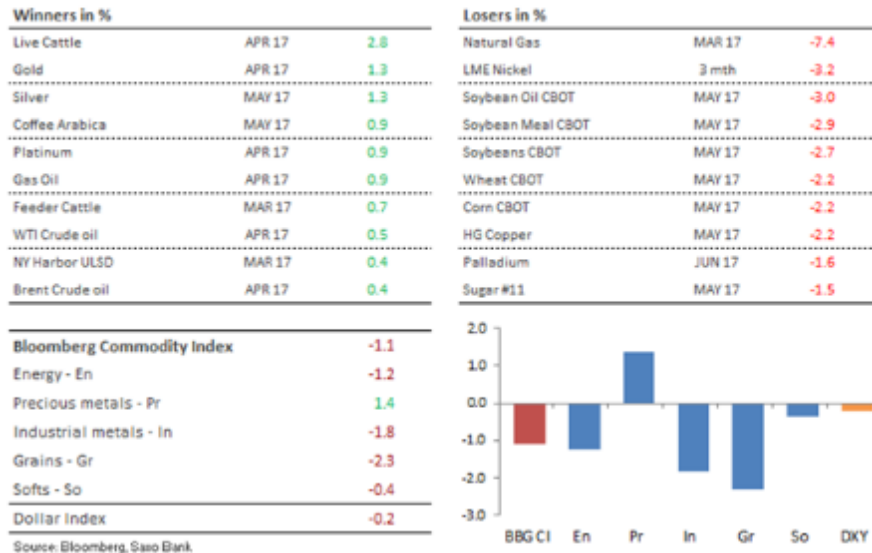 Winners in %
Live Cattle APR 17 2.8
Gold APR 17 1.3
Silver MAY 17 1.3
Coffee Arabica MAY 17 0.9
Platinum APR 17 0.9
Gas Oil APR 17 0.9
Feeder Cattle MAR 17 0.7
WTI Crude oil APR 17 0.5
NY Harbor ULSD MAR 17 0.4
Brent Crude oil APR 17 0.4
Losers in %
Natural Gas MAR 17 -7.4
LME Nickel 3 mth -3.2
Soybean Oil CBOT MAY 17 -3.0
Soybean Meal CBOT MAY 17 -2.9
Soybeans CBOT MAY 17 -2.7
Wheat CBOT MAY 17 -2.2
Corn CBOT MAY 17 -2.2
HG Copper MAY 17 -2.2
Palladium JUN 17 -1.6
Sugar #11 MAY 17 -1.5
Bloomberg Commodity Index -1.1
Energy - En -1.2
Precious metals - Pr 1.4
Industrial metals - In -1.8
Grains - Gr -2.3
Softs - So -0.4
Dollar Index -0.2
Source: Bloomberg, Saxo Bank
2.0
1.0
0.0
-1.0
-2.0
-3.0
BBG CI En Pr In Gr So DXY